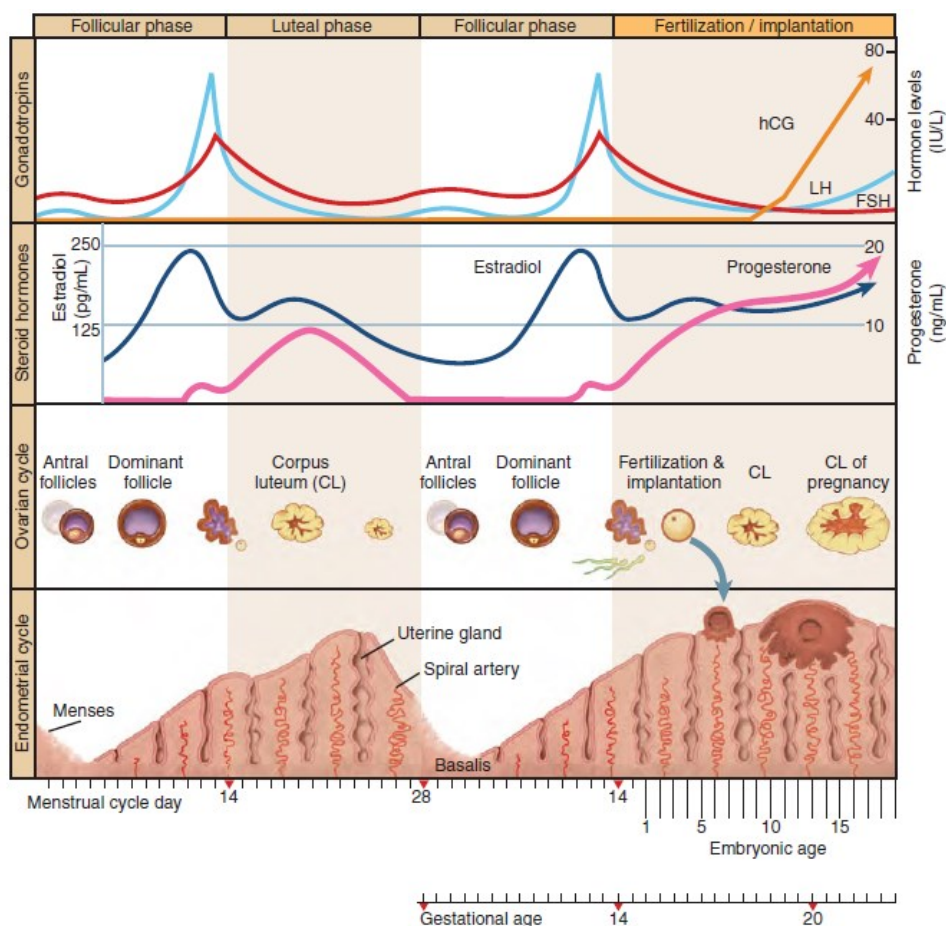 Follicular phase
Luteal phase
Follicular phase
Fertilization / implantation
Gonadotropins
hCG
LH
FSH
80
40
Hormone levels
(IU/L)
Steroid hormones
Estradiol
(pg/mL)
250
125
Estradiol
Progesterone
20
10
Progesterone
(ng/mL)
Ovarian cycle
Antral
follicles
Dominant
follicle
Corpus
luteum (CL)
Antral
follicles
Dominant
follicle
Fertilization &
implantation
CL
CL of
pregnancy
Endometrial cycle
Menses
Uterine gland
Spiral artery
Basalis
Menstrual cycle day
14
28
14
1
5
10
15
Embryonic age
Gestational age
14
20